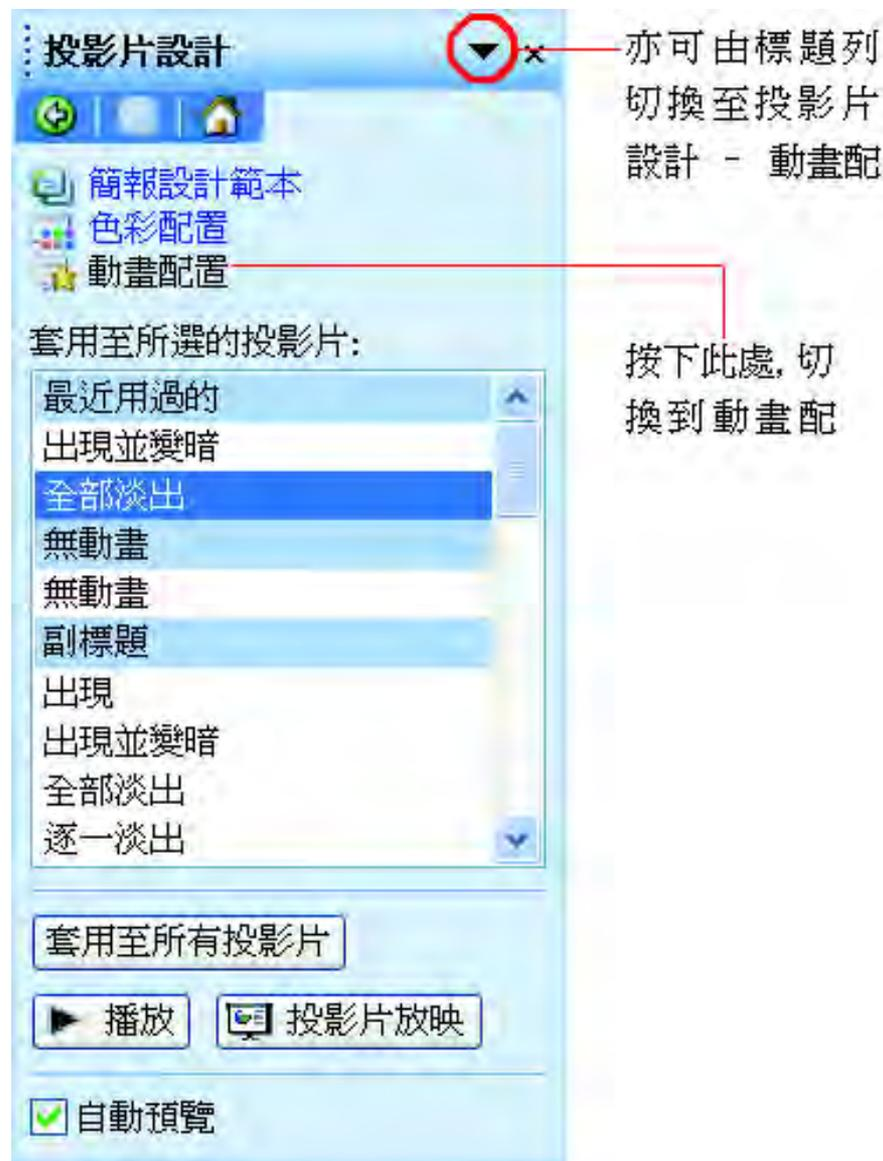 投影片設計
簡報設計範本
色彩配置
動畫配置
套用至所選的投影片:
最近用過的
出現並變暗
全部淡出
無動畫
無動畫
副標題
出現
出現並變暗
全部淡出
逐一淡出
套用至所有投影片
播放
投影片放映
自動預覽
亦可由標題列
切換至投影片
設計 - 動畫配
按下此處, 切
換到動畫配